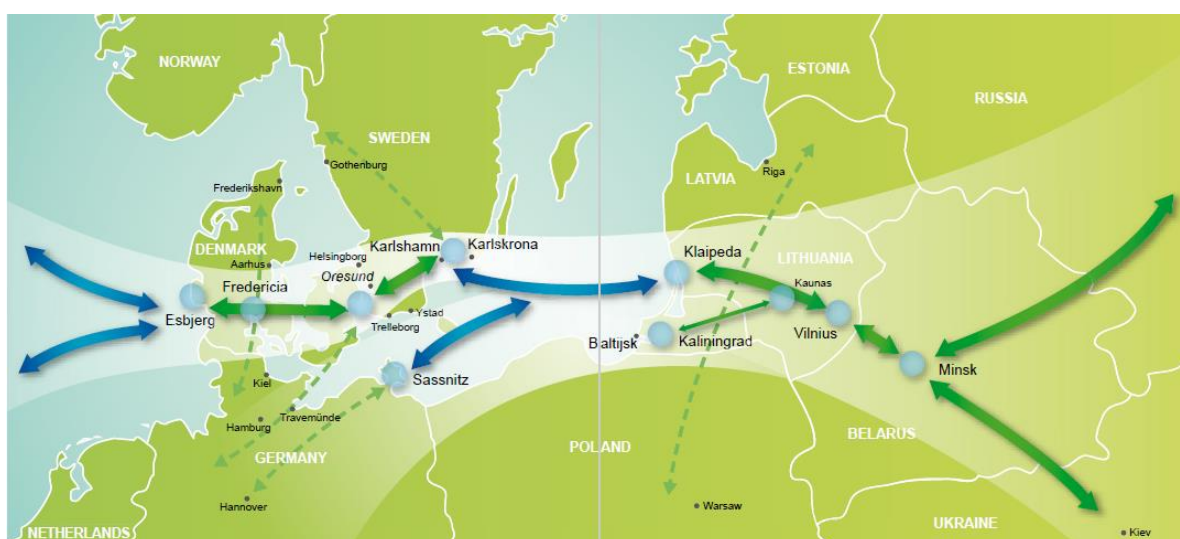 NORWAY
ESTONIA
RUSSIA
SWEDEN
Gothenburg
Riga
LATVIA
Frederikshavn
DENMARK
Karlshamn
Karlskrona
Klaipeda
LITHUANIA
Helsingborg
Aarhus
Oresund
Kaunas
Fredericia
Esbjerg
Ystad
Trelleborg
Baltijsk
Kaliningrad
Vilnius
Minsk
Sassnitz
Kiel
Travemünde
Hamburg
BELARUS
POLAND
GERMANY
Hannover
Warsaw
UKRAINE
NETHERLANDS
Kiev